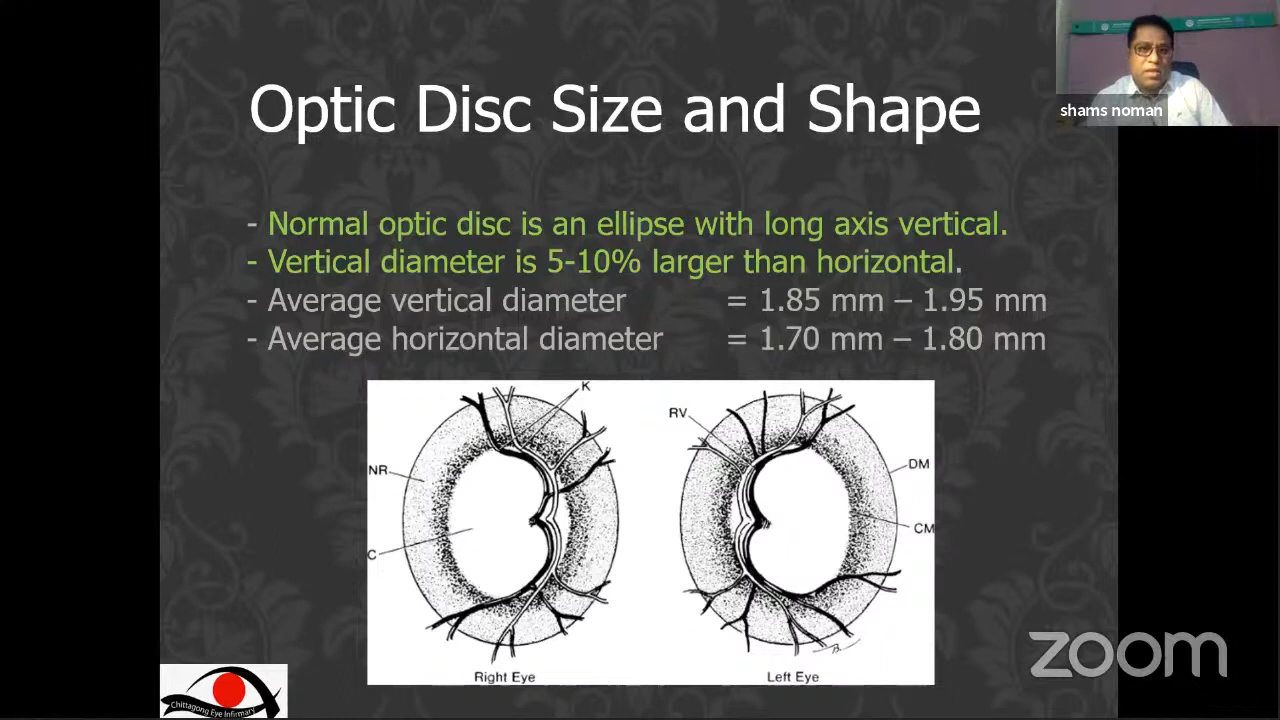 shams noman
Optic Disc Size and Shape
- Normal optic disc is an ellipse with long axis vertical.
- Vertical diameter is 5-10% larger than horizontal.
- Average vertical diameter = 1.85 mm – 1.95 mm
- Average horizontal diameter = 1.70 mm – 1.80 mm
K
RV
NR
DM
C
CM
Right Eye
Left Eye
Chittagong Eye Infirmary
zoom